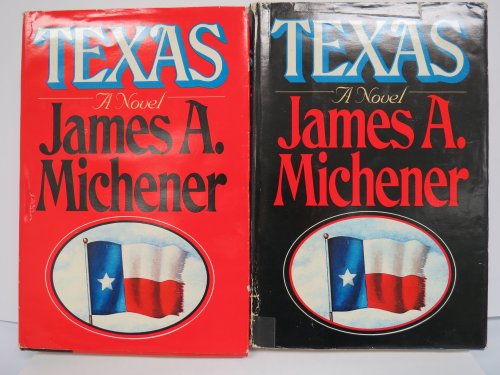 TEXAS
A Novel
James A.
Michener
TEXAS
A Novel
James A.
Michener